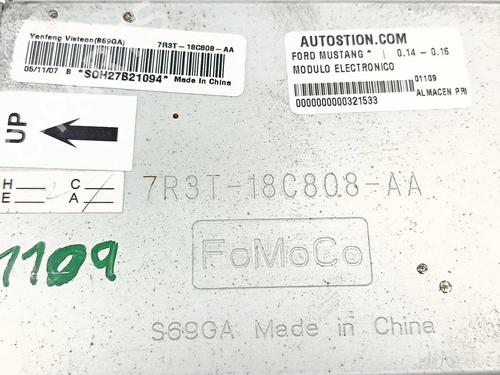 Yenfeng Visteon(S69GA) 7R3T-18C808-AA
05/11/07 B *SOH27B21094* Made In China
AUTOSTION.COM
FORD MUSTANG * 0.14 - 0.16
MODULO ELECTRONICO
01109
0000000000321533 ALMACEN PRI
UP
H C
E A
7R3T-18C808-AA
FoMoCo
1109
S69GA Made in China